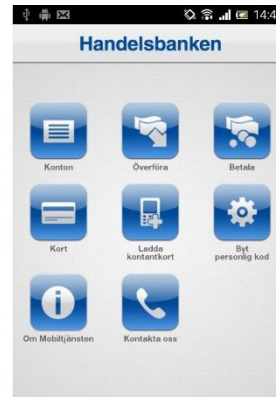 14:4
Handelsbanken
Konton
Överföra
Betala
Kort
Ladda
kontantkort
Byt
personlig kod
Om Mobiltjänsten
Kontakta oss